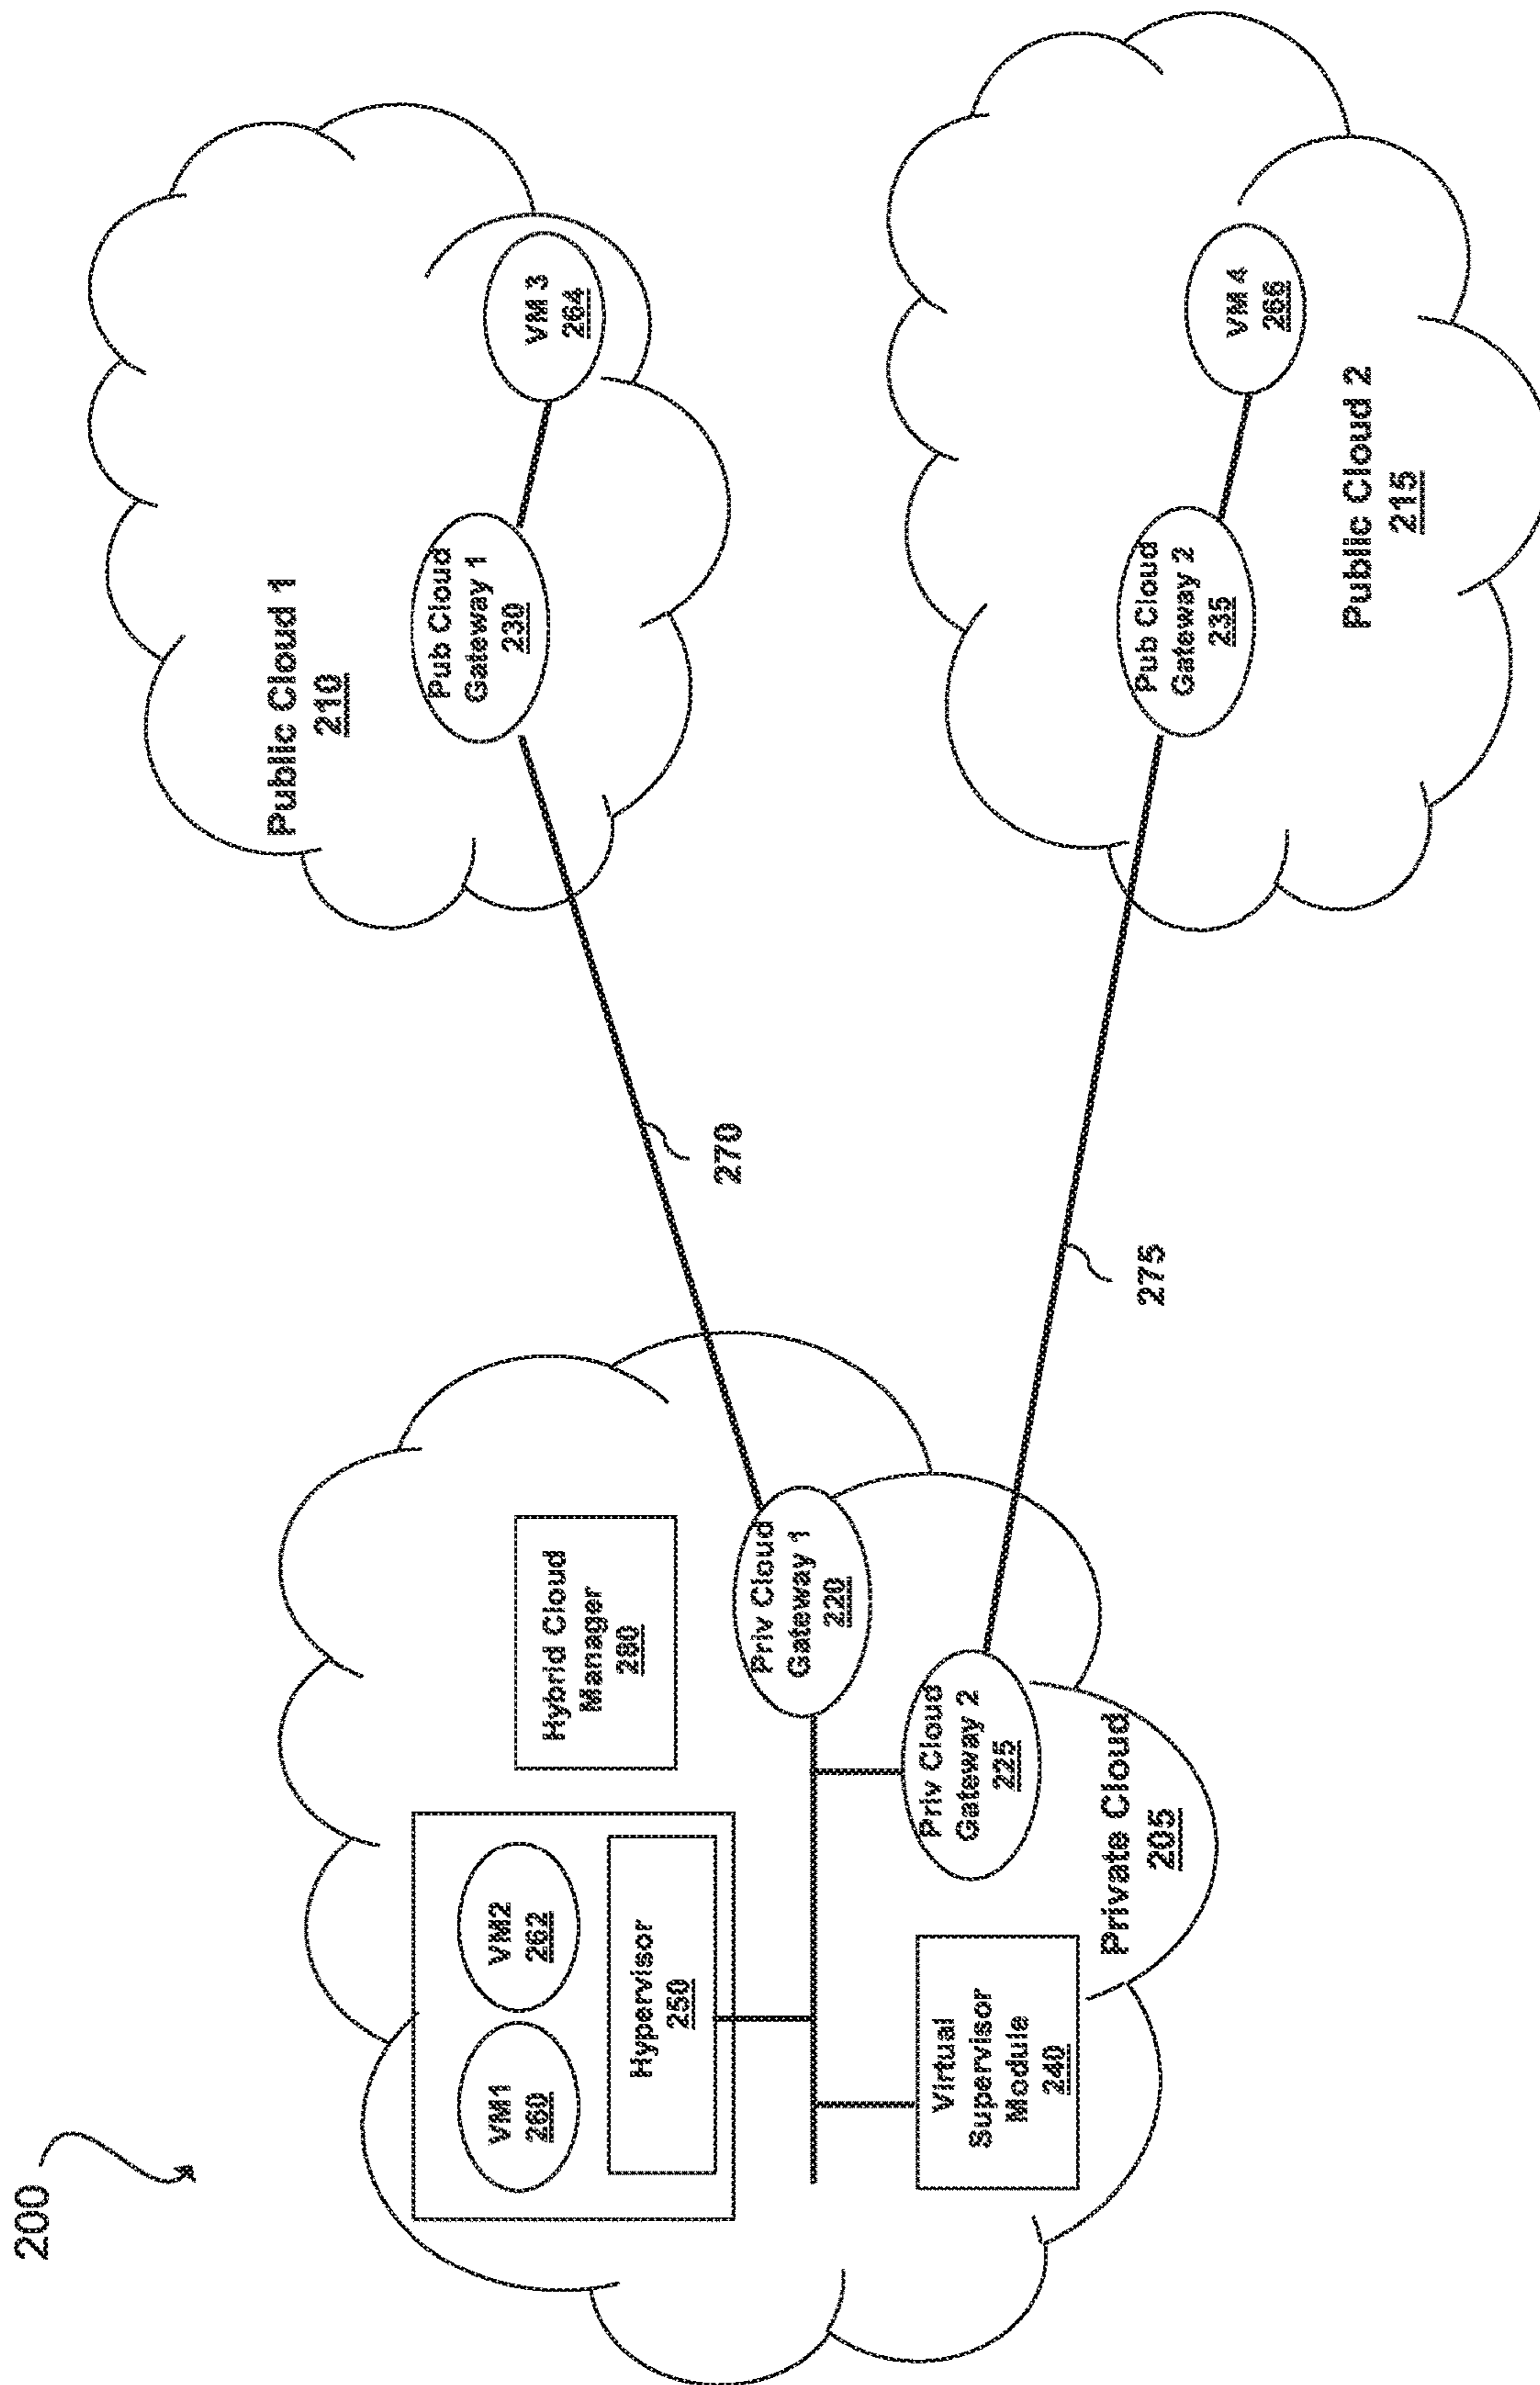 200
VM1
260
VM2
262
Hypervisor
250
Hybrid Cloud
Manager
280
Virtual
Supervisor
Module
240
Priv Cloud
Gateway 1
220
Priv Cloud
Gateway 2
225
Private Cloud
205
270
275
Public Cloud 1
210
Pub Cloud
Gateway 1
230
VM 3
264
Pub Cloud
Gateway 2
235
VM 4
266
Public Cloud 2
215